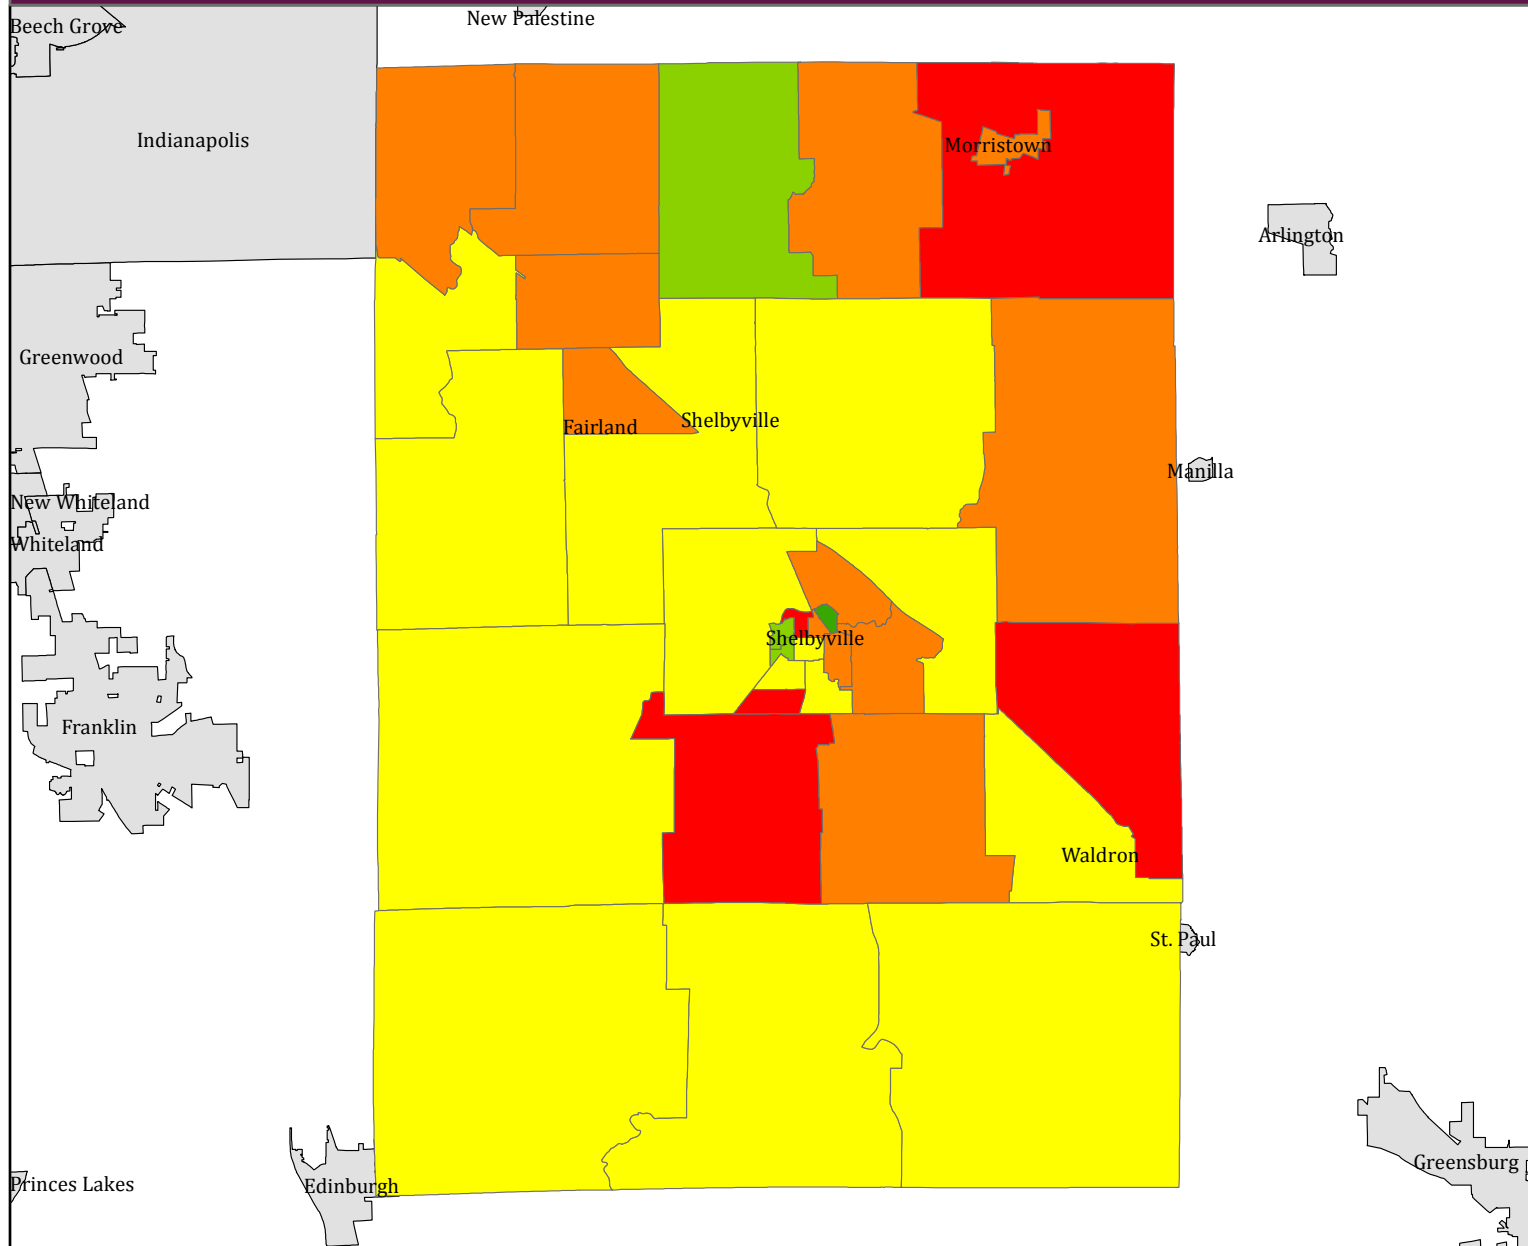 New Palestine
Beech Grove
Indianapolis
Morristown
Arlington
Greenwood
Shelbyville
Fairland
Manilla
New Whiteland
Whiteland
Shelbyville
Franklin
Waldron
St. Paul
Greensburg
Princes Lakes
Edinburgh